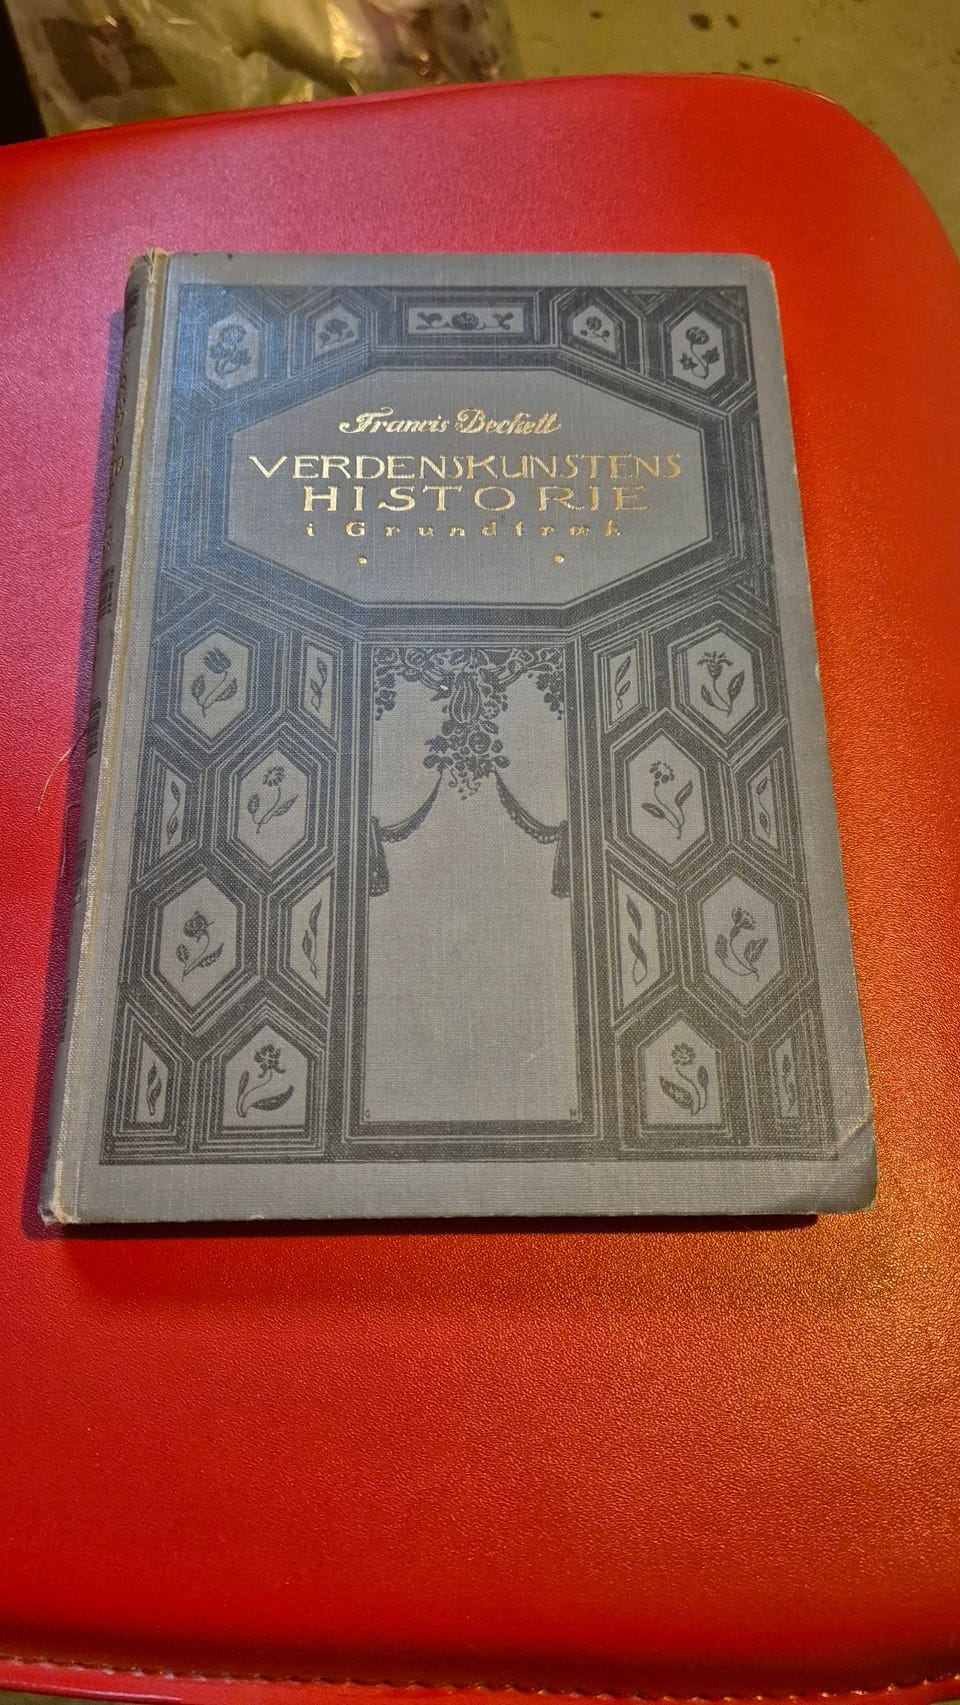 Francis Beckett
VERDENSKUNSTENS
HISTORIE
i Grundtræk